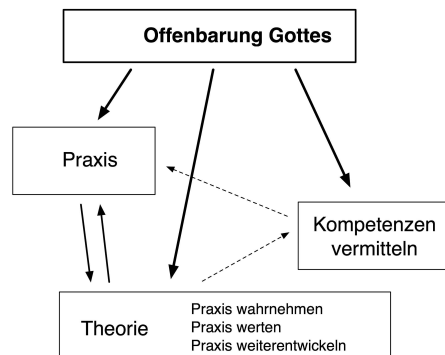 Offenbarung Gottes
Praxis
Kompetenzen
vermitteln
Theorie
Praxis wahrnehmen
Praxis werten
Praxis weiterentwickeln